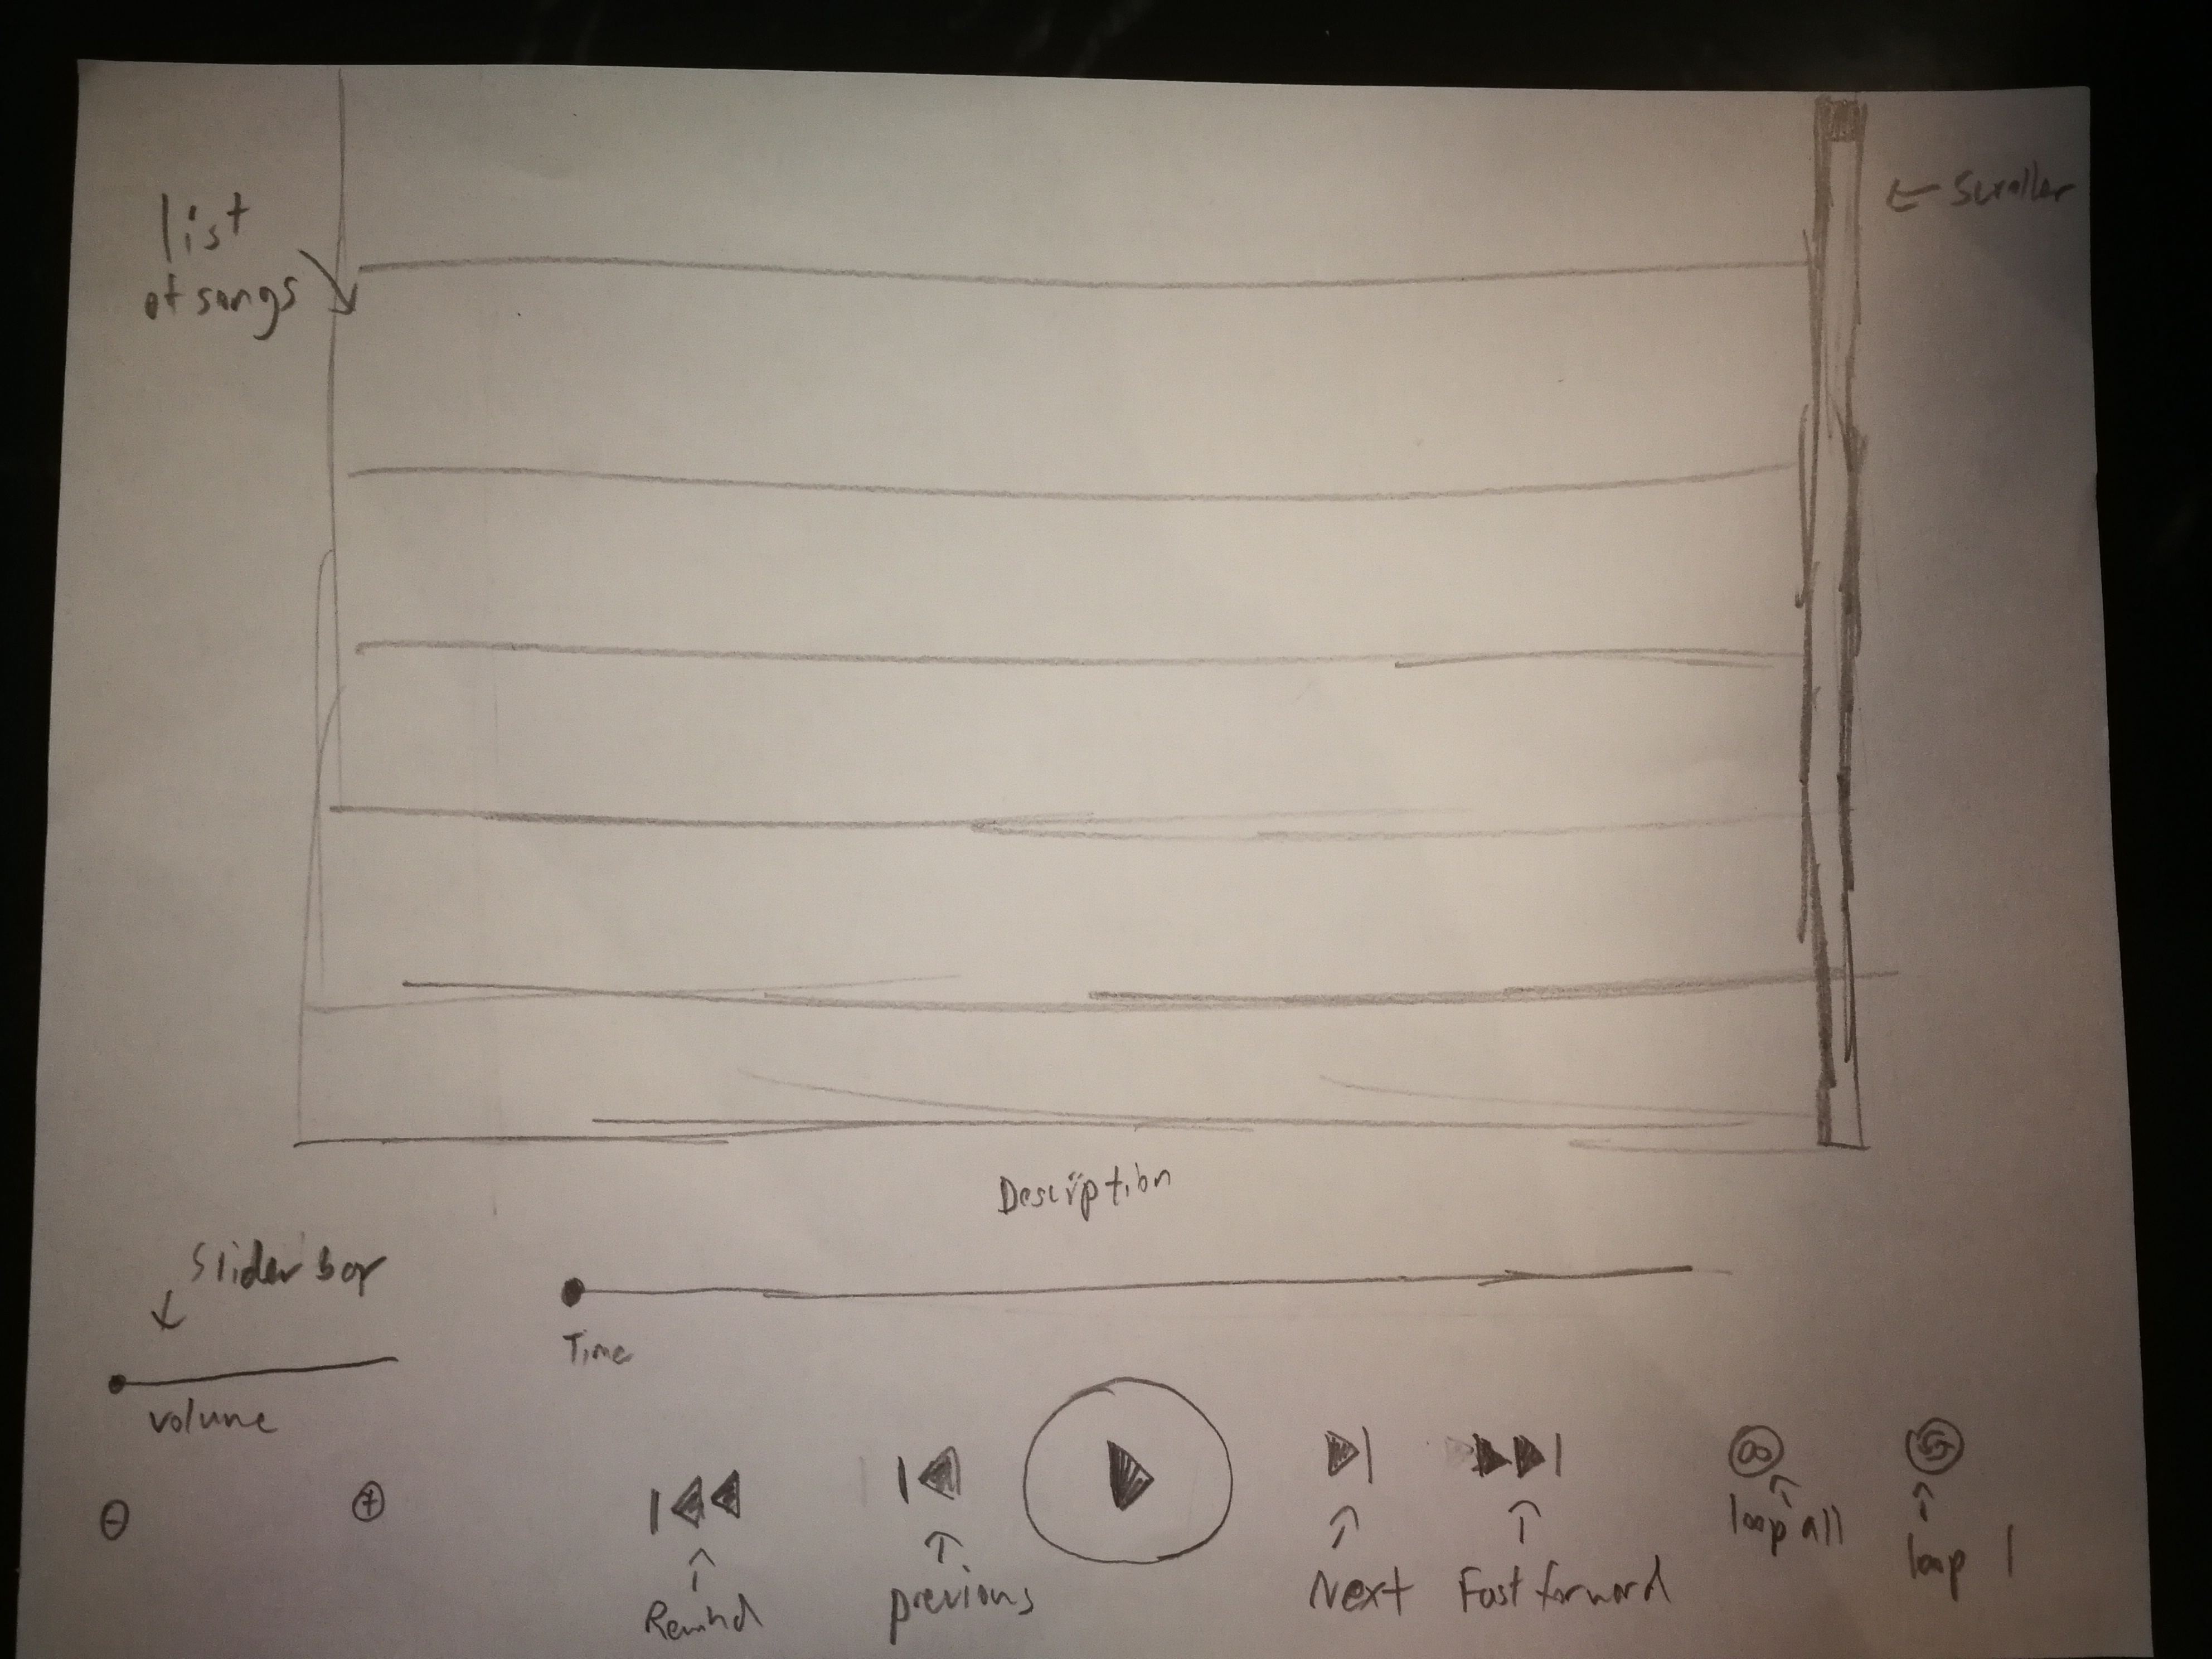 list
of songs
← Scroller
Description
Slider bar
Time
volume
Rewind
previous
Next
Fast forward
loop all
loop 1